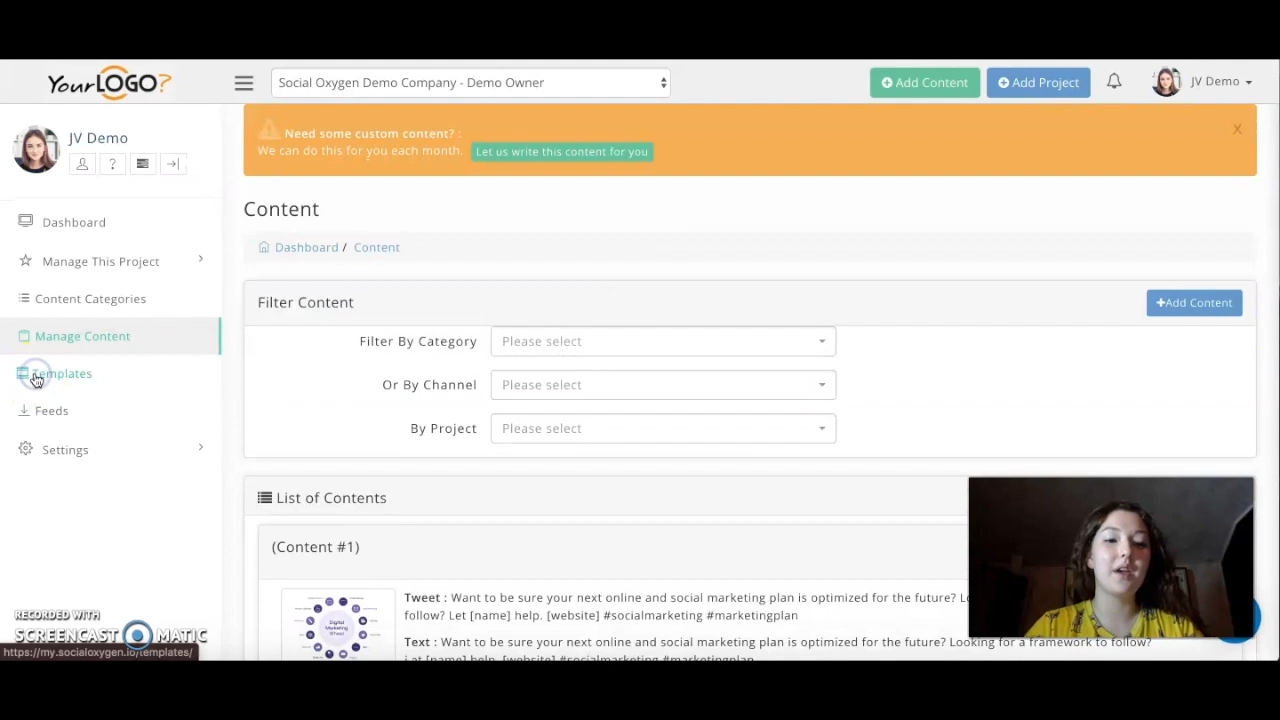 YourLOGO?
Social Oxygen Demo Company - Demo Owner
Add Content
Add Project
JV Demo
JV Demo
?
Dashboard
Manage This Project
Content Categories
Manage Content
Templates
Feeds
Settings
Need some custom content? :
We can do this for you each month.
Let us write this content for you
x
Content
Dashboard / Content
Filter Content
+Add Content
Filter By Category
Please select
Or By Channel
Please select
By Project
Please select
List of Contents
(Content #1)
Digital
Marketing
Tweet : Want to be sure your next online and social marketing plan is optimized for the future?
follow? Let [name] help. [website] #socialmarketing #marketingplan
Text : Want to be sure your next online and social marketing plan is optimized for the future? Looking for a framework to follow?
[name] help. [website] #socialmarketing #marketingplan
RECORDED WITH
SCREENCAST MATIC
https://my.socialoxygen.io/templates/